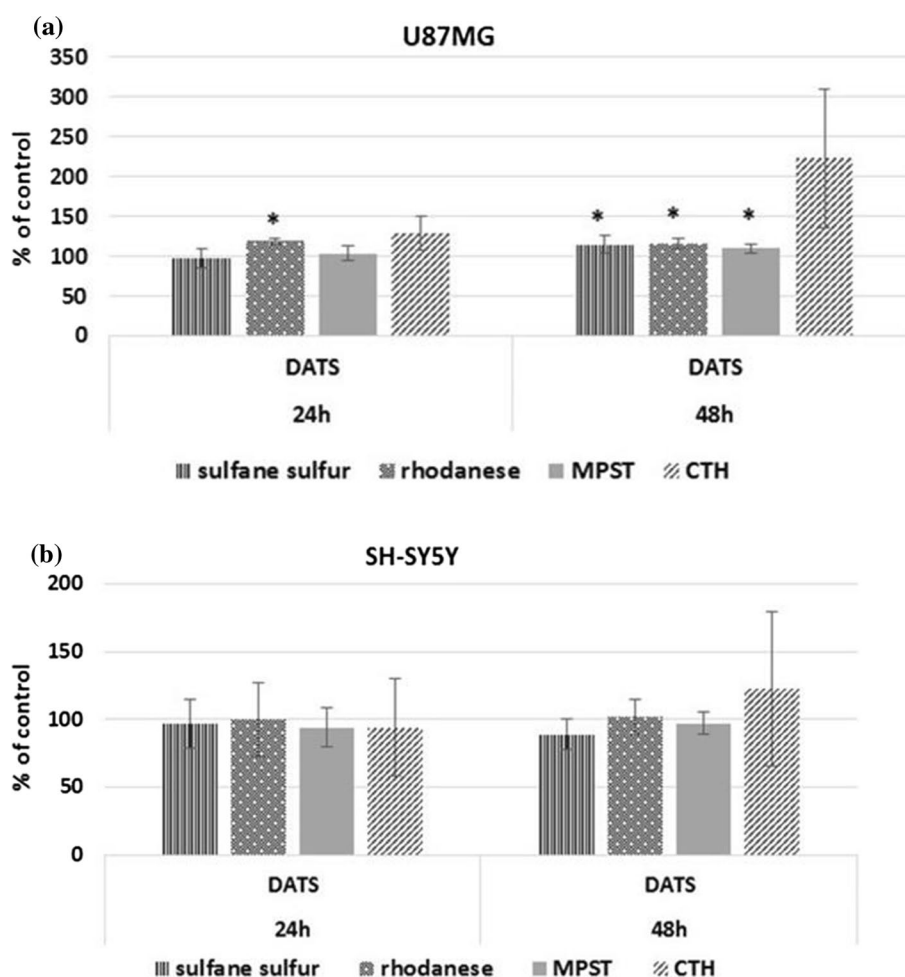 (a)
U87MG
% of control
350
300
250
200
150
100
50
0
*
* * *
DATS DATS
24h 48h
sulfane sulfur rhodanese MPST CTH
(b)
SH-SY5Y
% of control
200
150
100
50
0
DATS DATS
24h 48h
sulfane sulfur rhodanese MPST CTH